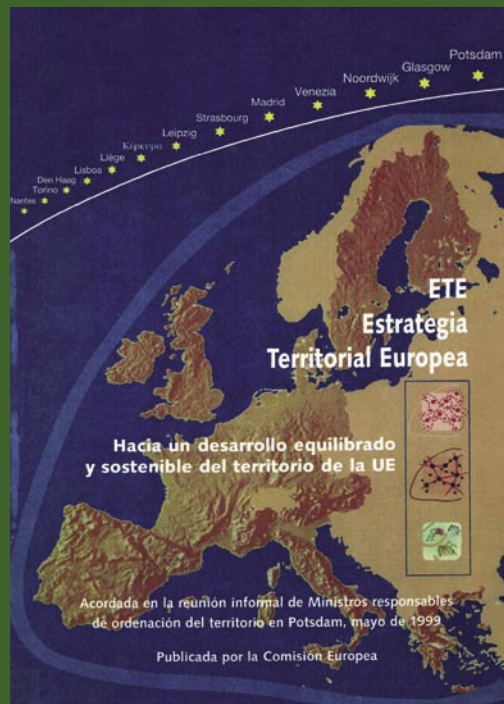 Potsdam
Glasgow
Noordwijk
Venezia
Madrid
Strasbourg
Leipzig
Κέρκυρα
Liège
Lisboa
Den Haag
Torino
Nantes
ETE
Estrategia
Territorial Europea
Hacia un desarrollo equilibrado
y sostenible del territorio de la UE
Acordada en la reunión informal de Ministros responsables
de ordenación del territorio en Potsdam, mayo de 1999
Publicada por la Comisión Europea